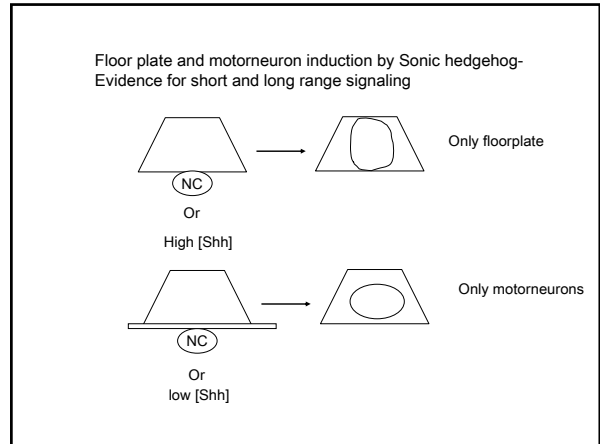 Floor plate and motorneuron induction by Sonic hedgehog-
Evidence for short and long range signaling
Only floorplate
NC
Or
High [Shh]
Only motorneurons
NC
Or
low [Shh]